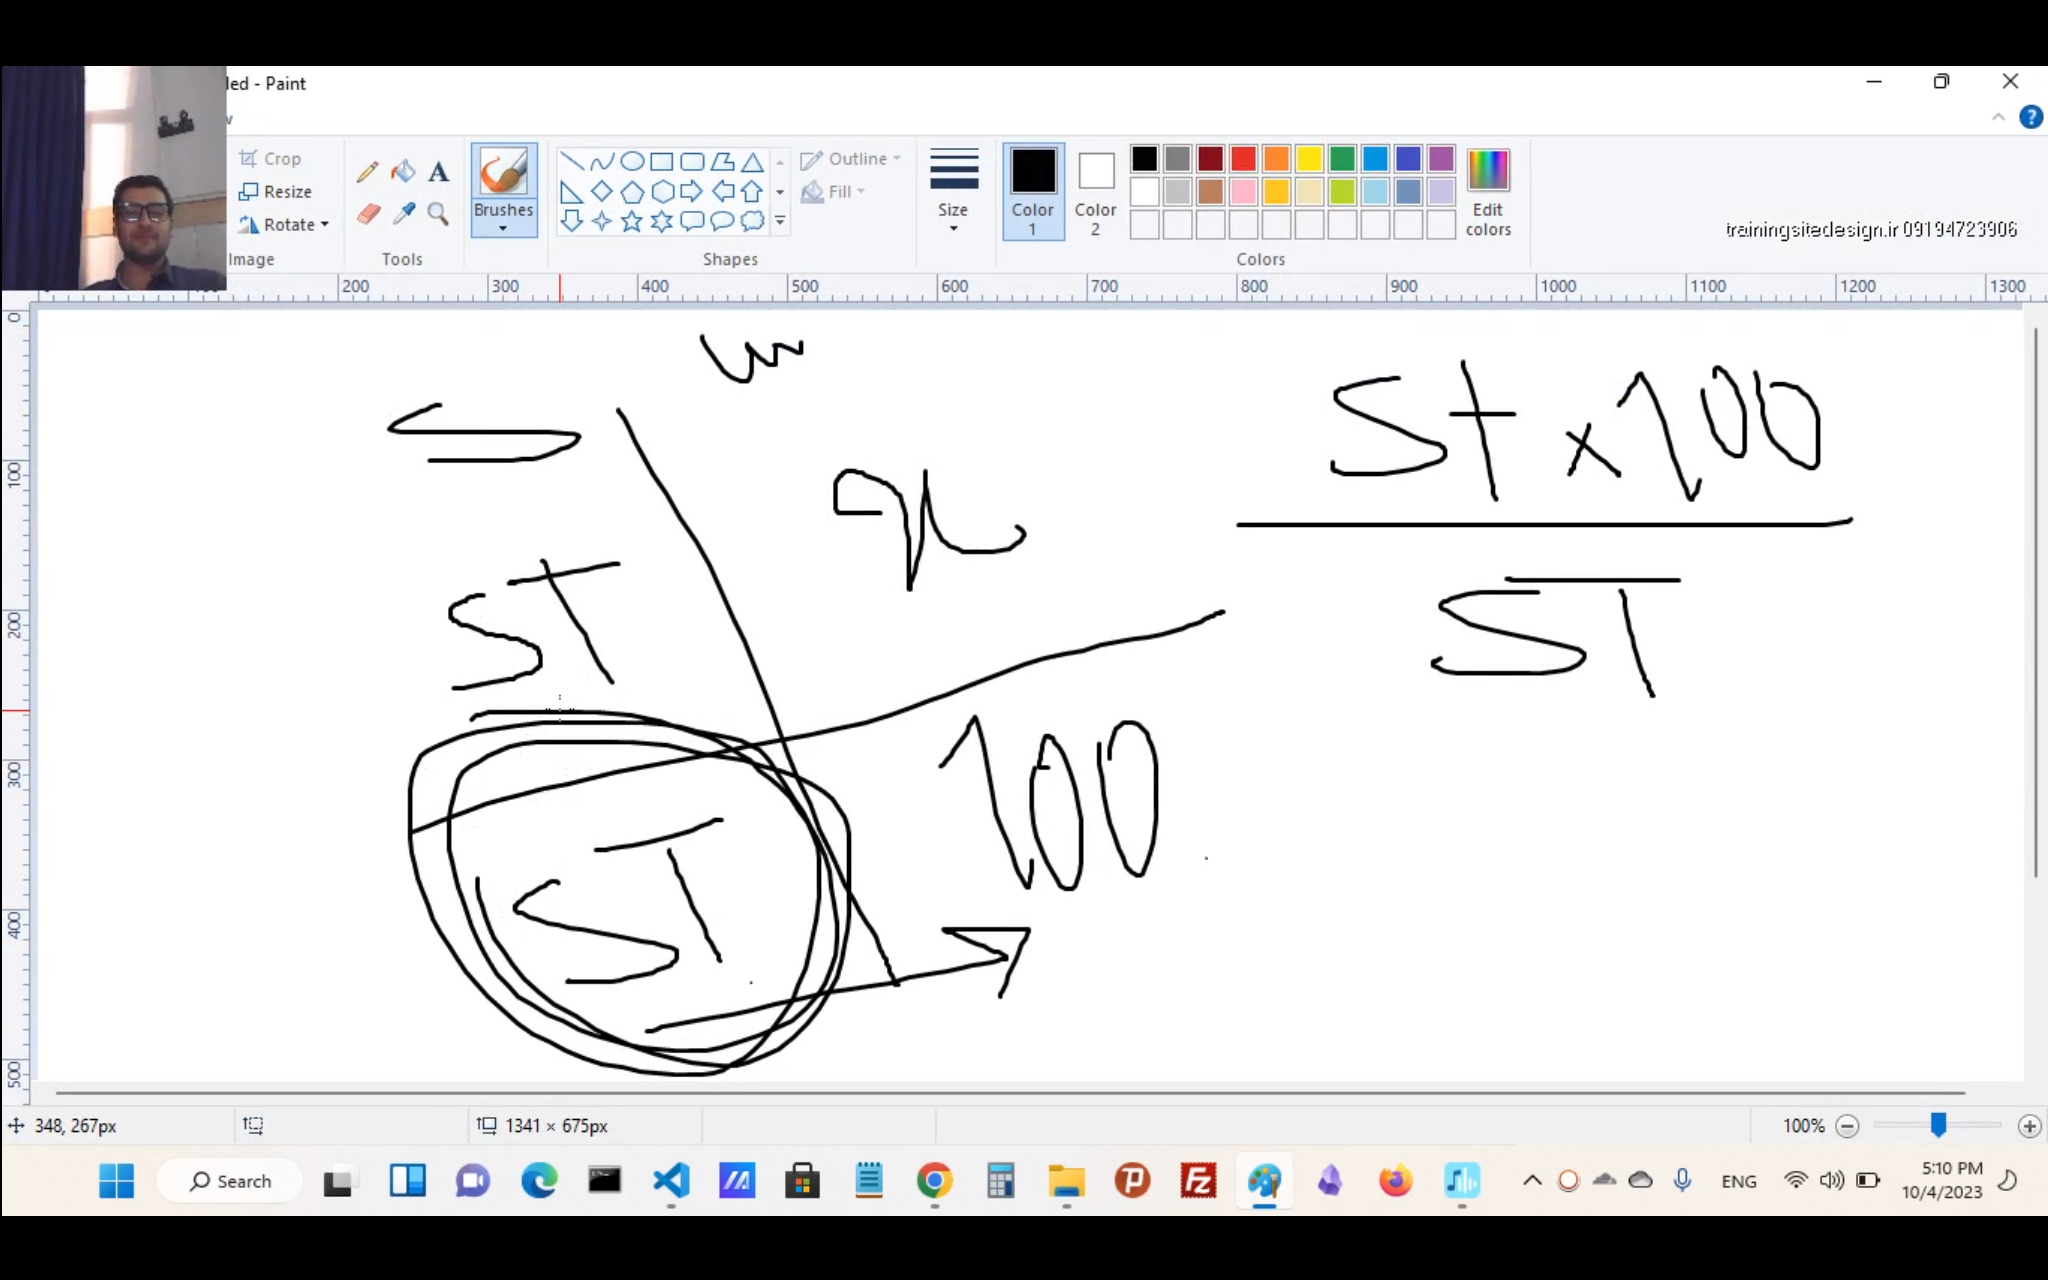 led - Paint
Crop
Resize
Rotate
Image
Tools
Brushes
Shapes
Outline
Fill
Size
Color 1
Color 2
Edit colors
Colors
trainingsitedesign.ir 09194723906
200 300 400 500 600 700 800 900 1000 1100 1200 1300
0
100
200
300
400
500
S
x
St x 100
ST
ST
100
ST
348, 267px
1341 × 675px
100%
Search
ENG
5:10 PM
10/4/2023